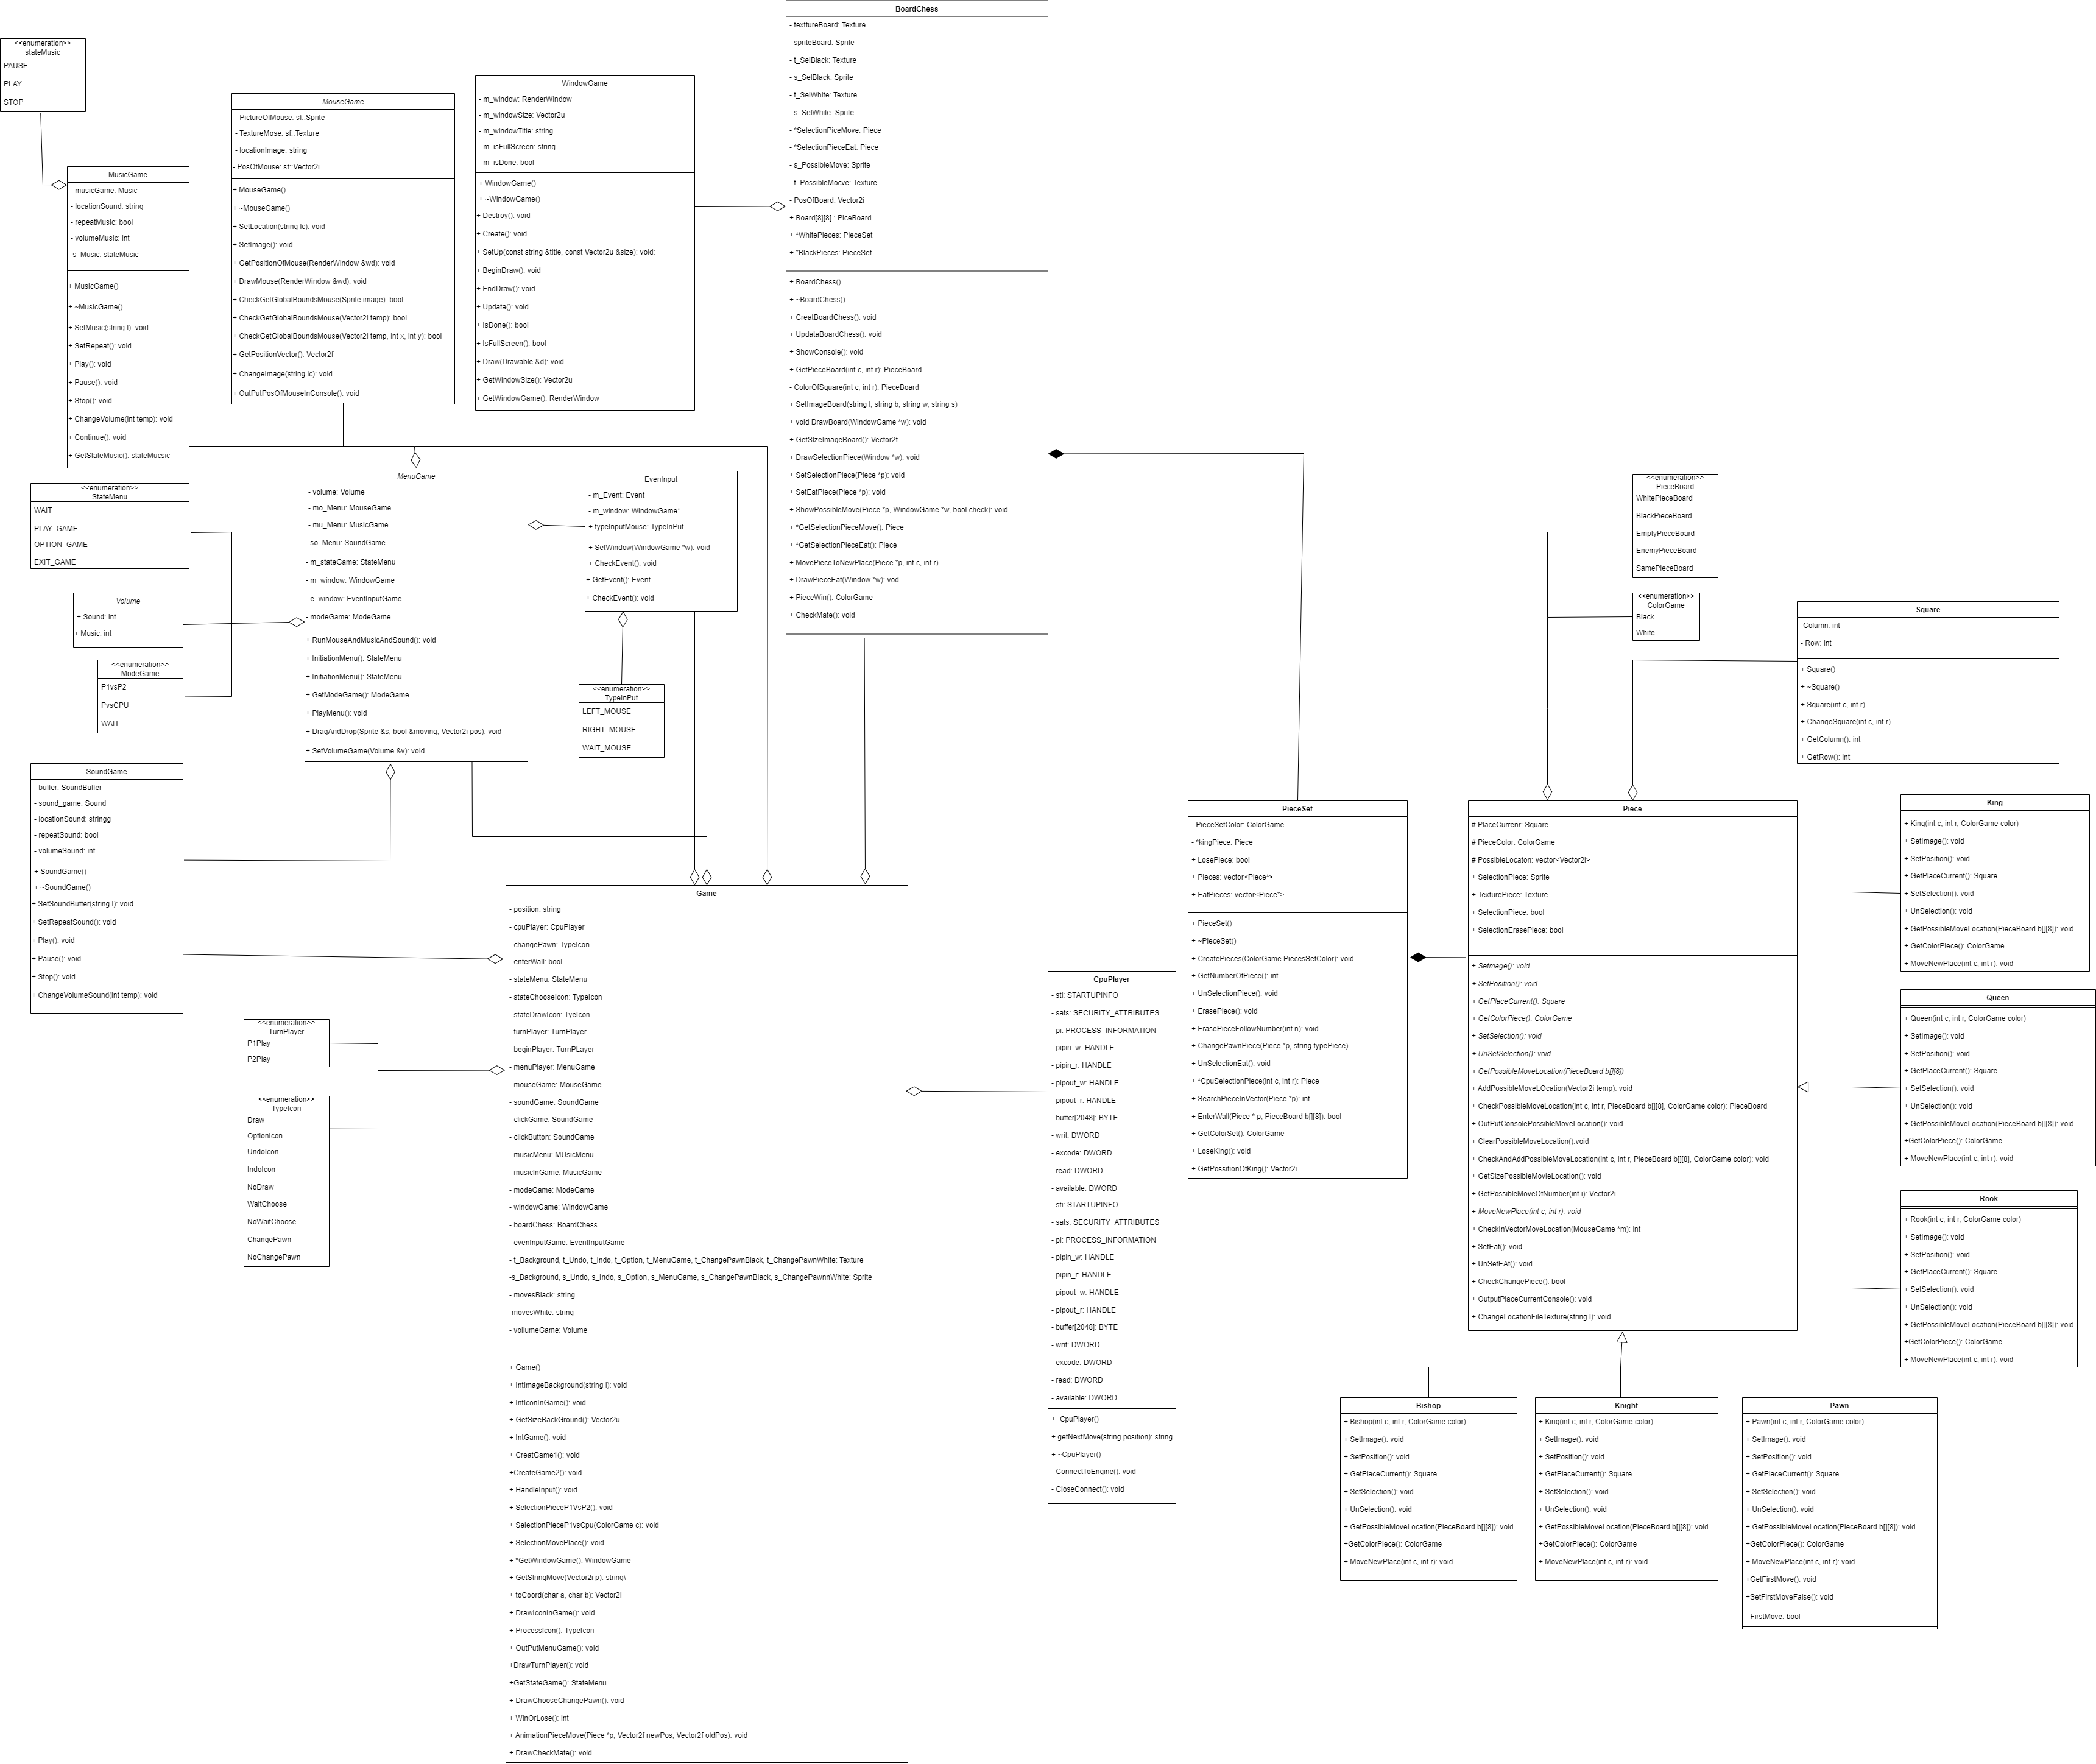 <<enumeration>>
stateMusic
PAUSE
PLAY
STOP
MusicGame
- musicGame: Music
- locationSound: string
- repeatMusic: bool
- volumeMusic: int
- s_Music: stateMusic
+ MusicGame()
+ ~MusicGame()
+ SetMusic(string l): void
+ SetRepeat(): void
+ Play(): void
+ Pause(): void
+ Stop(): void
+ ChangeVolume(int temp): void
+ Continue(): void
+ GetStateMusic(): stateMucsic
MouseGame
- PictureOfMouse: sf::Sprite
- TextureMose: sf::Texture
- locationImage: string
- PosOfMouse: sf::Vector2i
+ MouseGame()
+ ~MouseGame()
+ SetLocation(string lc): void
+ SetImage(): void
+ GetPositionOfMouse(RenderWindow &wd): void
+ DrawMouse(RenderWindow &wd): void
+ CheckGetGlobalBoundsMouse(Sprite image): bool
+ CheckGetGlobalBoundsMouse(Vector2i temp): bool
+ CheckGetGlobalBoundsMouse(Vector2i temp, int x, int y): bool
+ GetPositionVector(): Vector2f
+ ChangeImage(string lc): void
+ OutPutPosOfMouseInConsole(): void
WindowGame
- m_window: RenderWindow
- m_windowSize: Vector2u
- m_windowTitle: string
- m_isFullScreen: string
- m_isDone: bool
+ WindowGame()
+ ~WindowGame()
+ Destroy(): void
+ Create(): void
+ SetUp(const string &title, const Vector2u &size): void:
+ BeginDraw(): void
+ EndDraw(): void
+ Updata(): void
+ IsDone(): bool
+ IsFullScreen(): bool
+ Draw(Drawable &d): void
+ GetWindowSize(): Vector2u
+ GetWindowGame(): RenderWindow
BoardChess
- texttureBoard: Texture
- spriteBoard: Sprite
- t_SelBlack: Texture
- s_SelBlack: Sprite
- t_SelWhite: Texture
- s_SelWhite: Sprite
- *SelectionPiceMove: Piece
- *SelectionPieceEat: Piece
- s_PossibleMove: Sprite
- t_PossibleMocve: Texture
- PosOfBoard: Vector2i
+ Board[8][8] : PiceBoard
+ *WhitePieces: PieceSet
+ *BlackPieces: PieceSet
+ BoardChess()
+ ~BoardChess()
+ CreatBoardChess(): void
+ UpdataBoardChess(): void
+ ShowConsole(): void
+ GetPieceBoard(int c, int r): PieceBoard
- ColorOfSquare(int c, int r): PieceBoard
+ SetImageBoard(string l, string b, string w, string s)
+ void DrawBoard(WindowGame *w): void
+ GetSIzeImageBoard(): Vector2f
+ DrawSelectionPiece(Window *w): void
+ SetSelectionPiece(Piece *p): void
+ SetEatPiece(Piece *p): void
+ ShowPossibleMove(Piece *p, WindowGame *w, bool check): void
+ *GetSelectionPieceMove(): Piece
+ *GetSelectionPieceEat(): Piece
+ MovePieceToNewPlace(Piece *p, int c, int r)
+ DrawPieceEat(Window *w): vod
+ PieceWin(): ColorGame
+ CheckMate(): void
<<enumeration>>
StateMenu
WAIT
PLAY_GAME
OPTION_GAME
EXIT_GAME
Volume
+ Sound: int
+ Music: int
<<enumeration>>
ModeGame
P1vsP2
PvsCPU
WAIT
MenuGame
- volume: Volume
- mo_Menu: MouseGame
- mu_Menu: MusicGame
- so_Menu: SoundGame
- m_stateGame: StateMenu
- m_window: WindowGame
- e_window: EventInputGame
- modeGame: ModeGame
+ RunMouseAndMusicAndSound(): void
+ InitiationMenu(): StateMenu
+ InitiationMenu(): StateMenu
+ GetModeGame(): ModeGame
+ PlayMenu(): void
+ DragAndDrop(Sprite &s, bool &moving, Vector2i pos): void
+ SetVolumeGame(Volume &v): void
EvenInput
- m_Event: Event
- m_window: WindowGame*
+ typeInputMouse: TypeInPut
+ SetWindow(WindowGame *w): void
+ CheckEvent(): void
+ GetEvent(): Event
+ CheckEvent(): void
<<enumeration>>
TypeInPut
LEFT_MOUSE
RIGHT_MOUSE
WAIT_MOUSE
SoundGame
- buffer: SoundBuffer
- sound_game: Sound
- locationSound: stringg
- repeatSound: bool
- volumeSound: int
+ SoundGame()
+ ~SoundGame()
+ SetSoundBuffer(string l): void
+ SetRepeatSound(): void
+ Play(): void
+ Pause(): void
+ Stop(): void
+ ChangeVolumeSound(int temp): void
<<enumeration>>
TurnPlayer
P1Play
P2Play
<<enumeration>>
TypeIcon
Draw
OptionIcon
UndoIcon
IndoIcon
NoDraw
WaitChoose
NoWaitChoose
ChangePawn
NoChangePawn
Game
- position: string
- cpuPlayer: CpuPlayer
- changePawn: TypeIcon
- enterWall: bool
- stateMenu: StateMenu
- stateChooseIcon: TypeIcon
- stateDrawIcon: TyeIcon
- turnPlayer: TurnPlayer
- beginPlayer: TurnPLayer
- menuPlayer: MenuGame
- mouseGame: MouseGame
- soundGame: SoundGame
- clickGame: SoundGame
- clickButton: SoundGame
- musicMenu: MUsicMenu
- musicInGame: MusicGame
- modeGame: ModeGame
- windowGame: WindowGame
- boardChess: BoardChess
- evenInputGame: EventInputGame
- t_Background, t_Undo, t_Indo, t_Option, t_MenuGame, t_ChangePawnBlack, t_ChangePawnWhite: Texture
-s_Background, s_Undo, s_Indo, s_Option, s_MenuGame, s_ChangePawnBlack, s_ChangePawnnWhite: Sprite
- movesBlack: string
-movesWhite: string
- voliumeGame: Volume
+ Game()
+ IntImageBackground(string l): void
+ IntIconInGame(): void
+ GetSizeBackGround(): Vector2u
+ IntGame(): void
+ CreatGame1(): void
+CreateGame2(): void
+ HandleInput(): void
+ SelectionPieceP1VsP2(): void
+ SelectionPieceP1vsCpu(ColorGame c): void
+ SelectionMovePlace(): void
+ *GetWindowGame(): WindowGame
+ GetStringMove(Vector2i p): string\
+ toCoord(char a, char b): Vector2i
+ DrawIconInGame(): void
+ ProcessIcon(): TypeIcon
+ OutPutMenuGame(): void
+DrawTurnPlayer(): void
+GetStateGame(): StateMenu
+ DrawChooseChangePawn(): void
+ WinOrLose(): int
+ AnimationPieceMove(Piece *p, Vector2f newPos, Vector2f oldPos): void
+ DrawCheckMate(): void
CpuPlayer
- sti: STARTUPINFO
- sats: SECURITY_ATTRIBUTES
- pi: PROCESS_INFORMATION
- pipin_w: HANDLE
- pipin_r: HANDLE
- pipout_w: HANDLE
- pipout_r: HANDLE
- buffer[2048]: BYTE
- writ: DWORD
- excode: DWORD
- read: DWORD
- available: DWORD
- sti: STARTUPINFO
- sats: SECURITY_ATTRIBUTES
- pi: PROCESS_INFORMATION
- pipin_w: HANDLE
- pipin_r: HANDLE
- pipout_w: HANDLE
- pipout_r: HANDLE
- buffer[2048]: BYTE
- writ: DWORD
- excode: DWORD
- read: DWORD
- available: DWORD
+ CpuPlayer()
+ getNextMove(string position): string
+ ~CpuPlayer()
- ConnectToEngine(): void
- CloseConnect(): void
PieceSet
- PieceSetColor: ColorGame
- *kingPiece: Piece
+ LosePiece: bool
+ Pieces: vector<Piece*>
+ EatPieces: vector<Piece*>
+ PieceSet()
+ ~PieceSet()
+ CreatePieces(ColorGame PiecesSetColor): void
+ GetNumberOfPiece(): int
+ UnSelectionPiece(): void
+ ErasePiece(): void
+ ErasePieceFollowNumber(int n): void
+ ChangePawnPiece(Piece *p, string typePiece)
+ UnSelectionEat(): void
+ *CpuSelectionPiece(int c, int r): Piece
+ SearchPieceInVector(Piece *p): int
+ EnterWall(Piece * p, PieceBoard b[][8]): bool
+ GetColorSet(): ColorGame
+ LoseKing(): void
+ GetPossitionOfKing(): Vector2i
<<enumeration>>
PieceBoard
WhitePieceBoard
BlackPieceBoard
EmptyPieceBoard
EnemyPieceBoard
SamePieceBoard
<<enumeration>>
ColorGame
Black
White
Square
-Column: int
- Row: int
+ Square()
+ ~Square()
+ Square(int c, int r)
+ ChangeSquare(int c, int r)
+ GetColumn(): int
+ GetRow(): int
Piece
# PlaceCurrenr: Square
# PieceColor: ColorGame
# PossibleLocaton: vector<Vector2i>
+ SelectionPiece: Sprite
+ TexturePiece: Texture
+ SelectionPiece: bool
+ SelectionErasePiece: bool
+ Setmage(): void
+ SetPosition(): void
+ GetPlaceCurrent(): Square
+ GetColorPiece(): ColorGame
+ SetSelection(): void
+ UnSetSelection(): void
+ GetPossibleMoveLocation(PieceBoard b[][8])
+ AddPossibleMoveLOcation(Vector2i temp): void
+ CheckPossibleMoveLocation(int c, int r, PieceBoard b[][8], ColorGame color): PieceBoard
+ OutPutConsolePossibleMoveLocation(): void
+ ClearPossibleMoveLocation():void
+ CheckAndAddPossibleMoveLocation(int c, int r, PieceBoard b[][8], ColorGame color): void
+ GetSizePossibleMovieLocation(): void
+ GetPossibleMoveOfNumber(int i): Vector2i
+ MoveNewPlace(int c, int r): void
+ CheckInVectorMoveLocation(MouseGame *m): int
+ SetEat(): void
+ UnSetEAt(): void
+ CheckChangePiece(): bool
+ OutputPlaceCurrentConsole(): void
+ ChangeLocationFileTexture(string l): void
King
+ King(int c, int r, ColorGame color)
+ SetImage(): void
+ SetPosition(): void
+ GetPlaceCurrent(): Square
+ SetSelection(): void
+ UnSelection(): void
+ GetPossibleMoveLocation(PieceBoard b[][8]): void
+ GetColorPiece(): ColorGame
+ MoveNewPlace(int c, int r): void
Queen
+ Queen(int c, int r, ColorGame color)
+ SetImage(): void
+ SetPosition(): void
+ GetPlaceCurrent(): Square
+ SetSelection(): void
+ UnSelection(): void
+ GetPossibleMoveLocation(PieceBoard b[][8]): void
+GetColorPiece(): ColorGame
+ MoveNewPlace(int c, int r): void
Rook
+ Rook(int c, int r, ColorGame color)
+ SetImage(): void
+ SetPosition(): void
+ GetPlaceCurrent(): Square
+ SetSelection(): void
+ UnSelection(): void
+ GetPossibleMoveLocation(PieceBoard b[][8]): void
+GetColorPiece(): ColorGame
+ MoveNewPlace(int c, int r): void
Bishop
+ Bishop(int c, int r, ColorGame color)
+ SetImage(): void
+ SetPosition(): void
+ GetPlaceCurrent(): Square
+ SetSelection(): void
+ UnSelection(): void
+ GetPossibleMoveLocation(PieceBoard b[][8]): void
+GetColorPiece(): ColorGame
+ MoveNewPlace(int c, int r): void
Knight
+ King(int c, int r, ColorGame color)
+ SetImage(): void
+ SetPosition(): void
+ GetPlaceCurrent(): Square
+ SetSelection(): void
+ UnSelection(): void
+ GetPossibleMoveLocation(PieceBoard b[][8]): void
+GetColorPiece(): ColorGame
+ MoveNewPlace(int c, int r): void
Pawn
+ Pawn(int c, int r, ColorGame color)
+ SetImage(): void
+ SetPosition(): void
+ GetPlaceCurrent(): Square
+ SetSelection(): void
+ UnSelection(): void
+ GetPossibleMoveLocation(PieceBoard b[][8]): void
+GetColorPiece(): ColorGame
+ MoveNewPlace(int c, int r): void
+GetFirstMove(): void
+SetFirstMoveFalse(): void
- FirstMove: bool